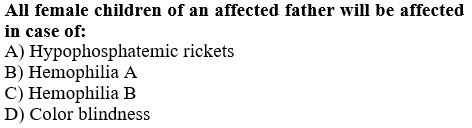 All female children of an affected father will be affected
in case of:
A) Hypophosphatemic rickets
B) Hemophilia A
C) Hemophilia B
D) Color blindness